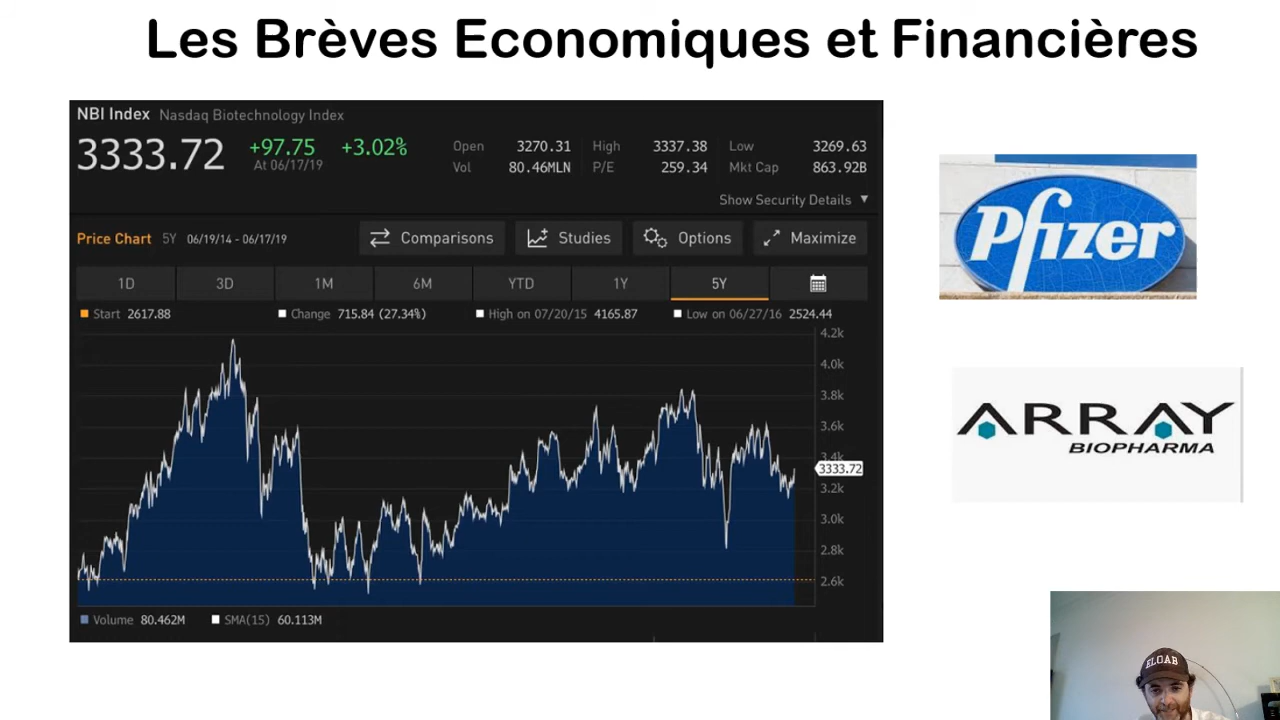 Les Brèves Economiques et Financières
NBI Index Nasdaq Biotechnology Index
3333.72 +97.75 +3.02%
At 06/17/19
Open 3270.31 High 3337.38 Low 3269.63
Vol 80.46MLN P/E 259.34 Mkt Cap 863.92B
Show Security Details
Price Chart 5Y 06/19/14 - 06/17/19
Comparisons Studies Options Maximize
1D 3D 1M 6M YTD 1Y 5Y
Start 2617.88 Change 715.84 (27.34%) High on 07/20/15 4165.87 Low on 06/27/16 2524.44
4.2k
4.0k
3.8k
3.6k
3.4k
3333.72
3.2k
3.0k
2.8k
2.6k
Volume 80.462M SMA(15) 60.113M
Pfizer
ARRAY
BIOPHARMA
ELOAB